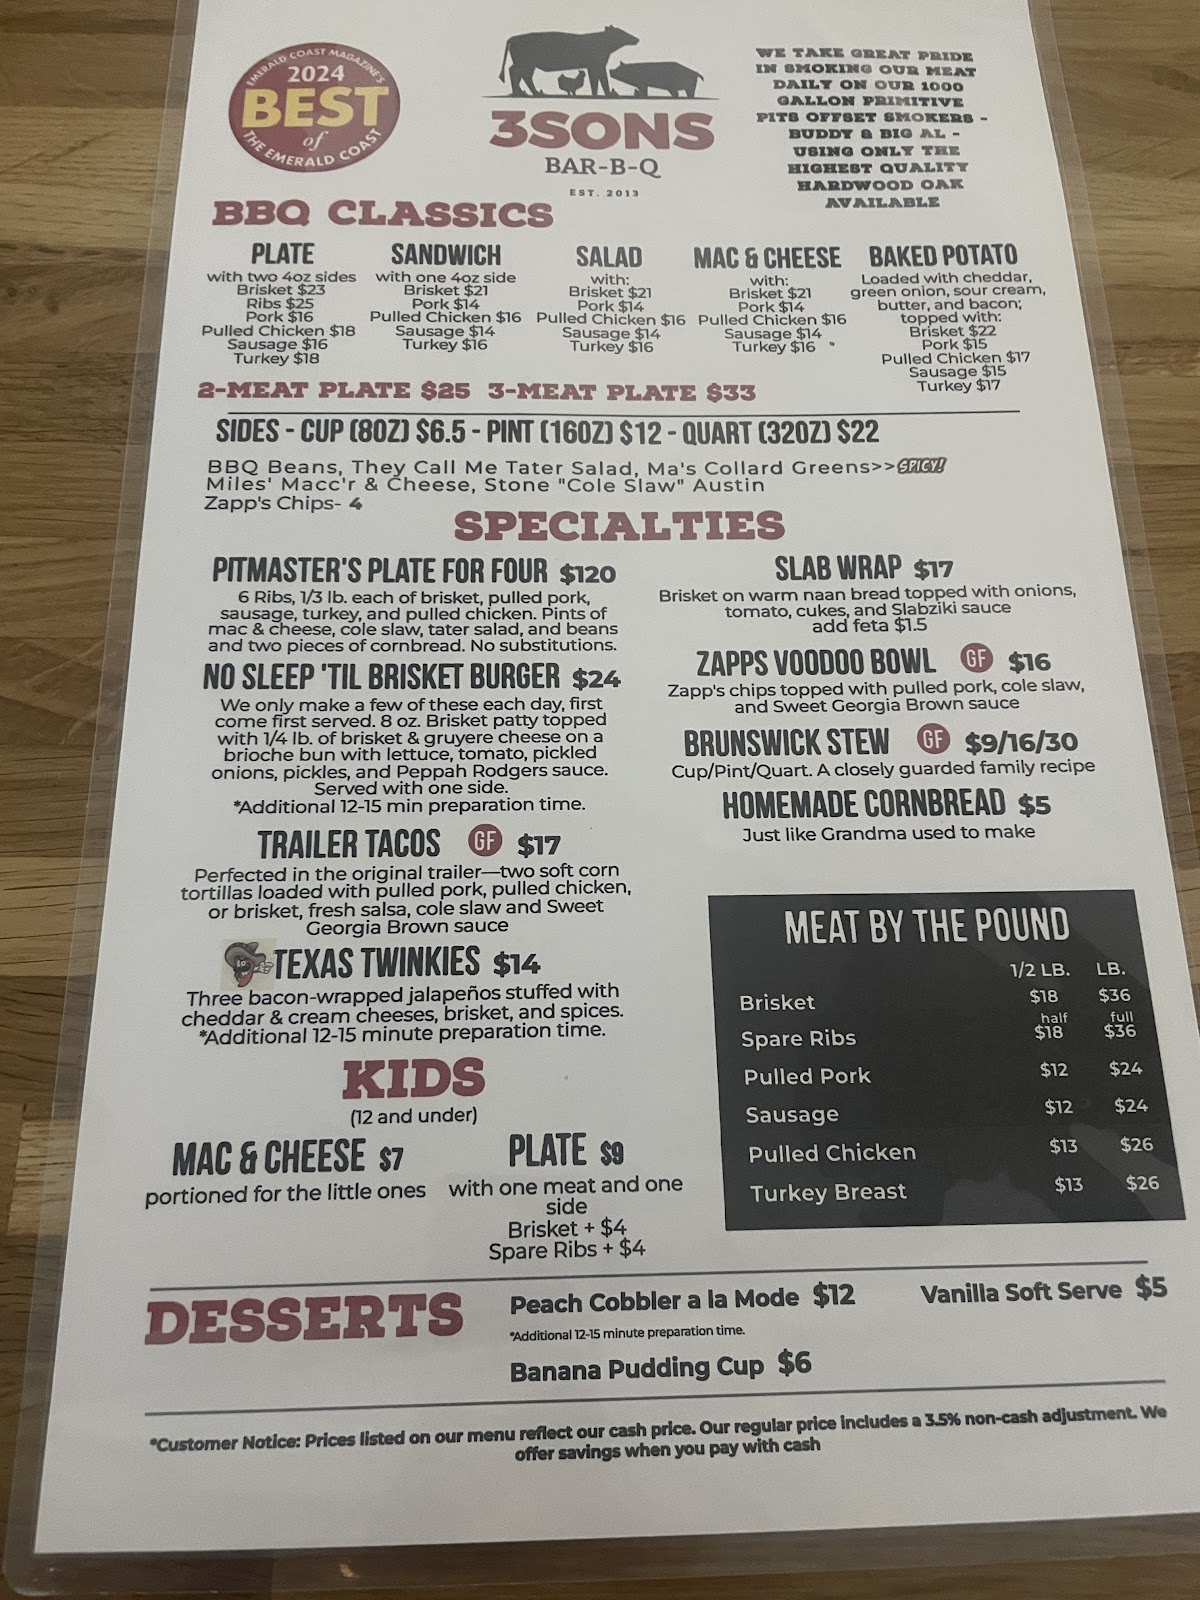 EMERALD COAST MAGAZINE'S
2024
BEST
of
THE EMERALD COAST
3SONS
BAR-B-Q
EST. 2013
WE TAKE GREAT PRIDE
IN SMOKING OUR MEAT
DAILY ON OUR 1000
GALLON PRIMITIVE
PITS OFFSET SMOKERS -
BUDDY & BIG AL -
USING ONLY THE
HIGHEST QUALITY
HARDWOOD OAK
AVAILABLE
BBQ CLASSICS
PLATE
with two 4oz sides
Brisket $23
Ribs $25
Pork $16
Pulled Chicken $18
Sausage $16
Turkey $18
SANDWICH
with one 4oz side
Brisket $21
Pork $14
Pulled Chicken $16
Sausage $14
Turkey $16
SALAD
with:
Brisket $21
Pork $14
Pulled Chicken $16
Sausage $14
Turkey $16
MAC & CHEESE
with:
Brisket $21
Pork $14
Pulled Chicken $16
Sausage $14
Turkey $16
BAKED POTATO
Loaded with cheddar,
green onion, sour cream,
butter, and bacon;
topped with:
Brisket $22
Pork $15
Pulled Chicken $17
Sausage $15
Turkey $17
2-MEAT PLATE $25 3-MEAT PLATE $33
SIDES - CUP (8OZ) $6.5 - PINT (16OZ) $12 - QUART (32OZ) $22
BBQ Beans, They Call Me Tater Salad, Ma's Collard Greens>>SPICY!
Miles' Macc'r & Cheese, Stone "Cole Slaw" Austin
Zapp's Chips- 4
SPECIALTIES
PITMASTER'S PLATE FOR FOUR $120
6 Ribs, 1/3 lb. each of brisket, pulled pork,
sausage, turkey, and pulled chicken. Pints of
mac & cheese, cole slaw, tater salad, and beans
and two pieces of cornbread. No substitutions.
NO SLEEP 'TIL BRISKET BURGER $24
We only make a few of these each day, first
come first served. 8 oz. Brisket patty topped
with 1/4 lb. of brisket & gruyere cheese on a
brioche bun with lettuce, tomato, pickled
onions, pickles, and Peppah Rodgers sauce.
Served with one side.
*Additional 12-15 min preparation time.
TRAILER TACOS GF $17
Perfected in the original trailer—two soft corn
tortillas loaded with pulled pork, pulled chicken,
or brisket, fresh salsa, cole slaw and Sweet
Georgia Brown sauce
TEXAS TWINKIES $14
Three bacon-wrapped jalapeños stuffed with
cheddar & cream cheeses, brisket, and spices.
*Additional 12-15 minute preparation time.
SLAB WRAP $17
Brisket on warm naan bread topped with onions,
tomato, cukes, and Slabziki sauce
add feta $1.5
ZAPPS VOODOO BOWL GF $16
Zapp's chips topped with pulled pork, cole slaw,
and Sweet Georgia Brown sauce
BRUNSWICK STEW GF $9/16/30
Cup/Pint/Quart. A closely guarded family recipe
HOMEMADE CORNBREAD $5
Just like Grandma used to make
MEAT BY THE POUND
1/2 LB. LB.
Brisket $18 $36
half full
Spare Ribs $18 $36
Pulled Pork $12 $24
Sausage $12 $24
Pulled Chicken $13 $26
Turkey Breast $13 $26
KIDS
(12 and under)
MAC & CHEESE $7
portioned for the little ones
PLATE $9
with one meat and one
side
Brisket + $4
Spare Ribs + $4
DESSERTS
Peach Cobbler a la Mode $12
*Additional 12-15 minute preparation time.
Vanilla Soft Serve $5
Banana Pudding Cup $6
*Customer Notice: Prices listed on our menu reflect our cash price. Our regular price includes a 3.5% non-cash adjustment. We
offer savings when you pay with cash